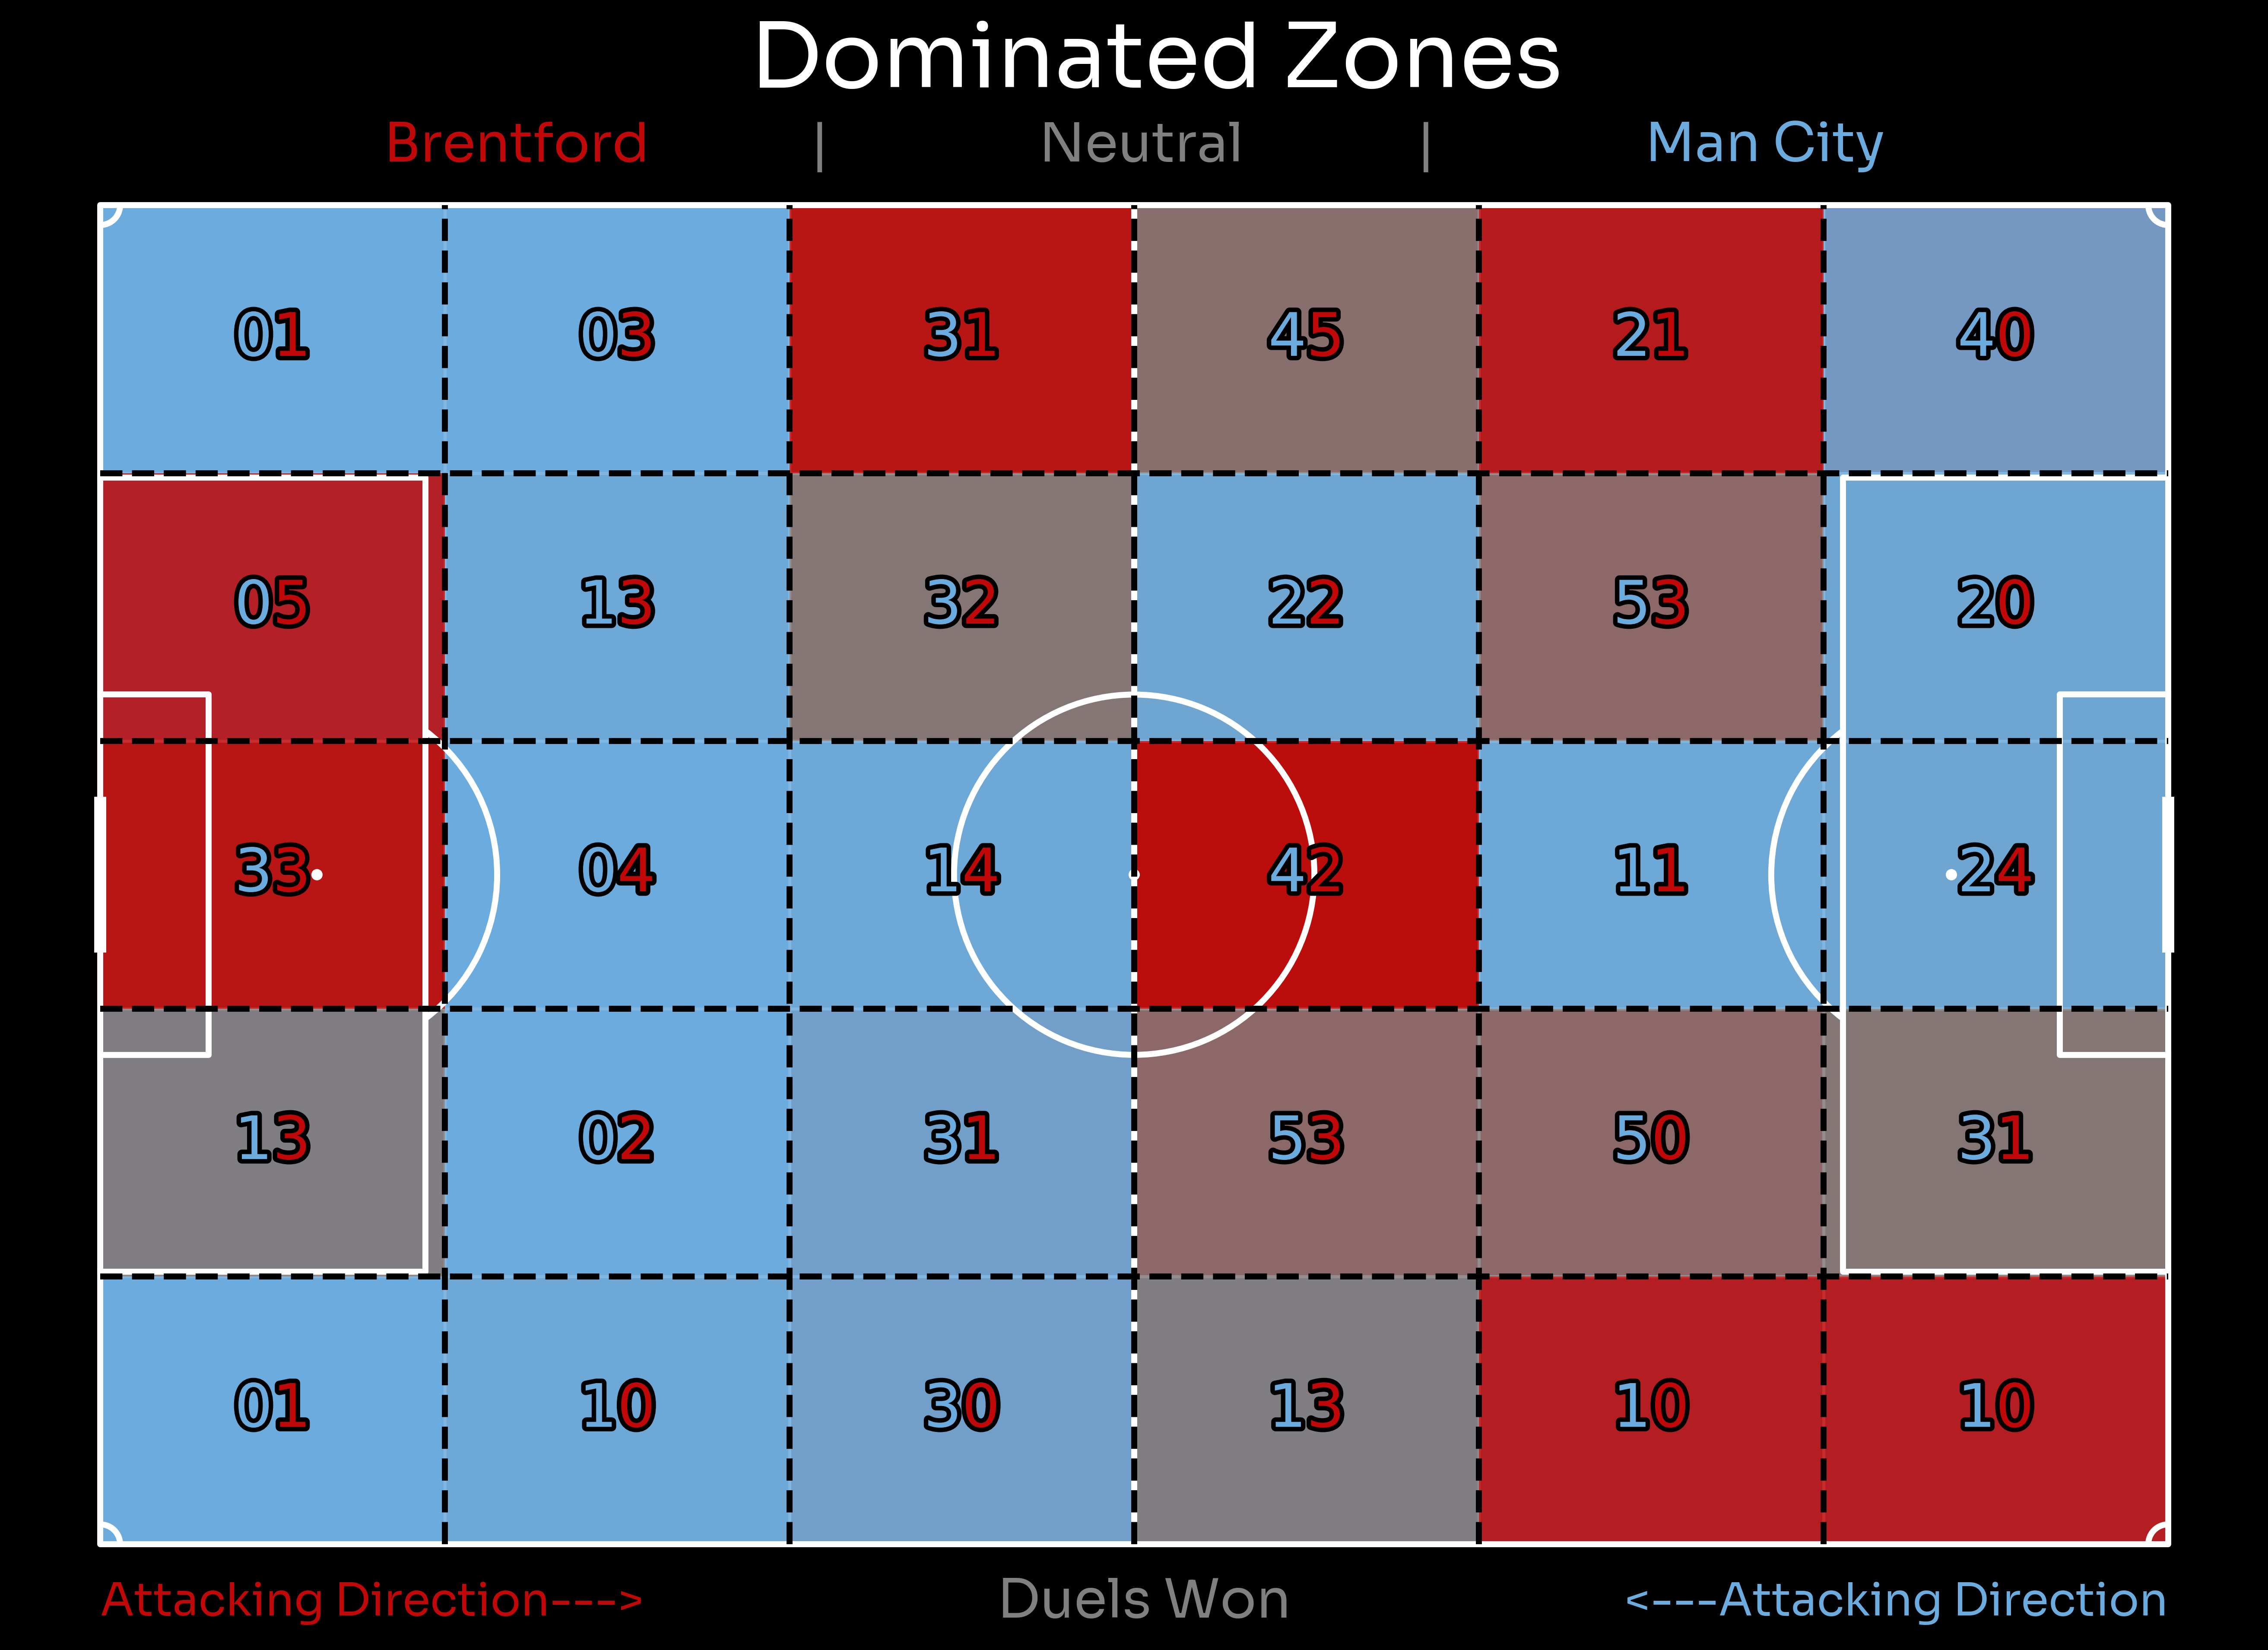 Dominated Zones
Brentford | Neutral | Man City
01 03 31 45 21 40
05 13 32 22 53 20
33 04 14 42 11 24
13 02 31 53 50 31
01 10 30 13 10 10
Attacking Direction---> Duels Won <---Attacking Direction